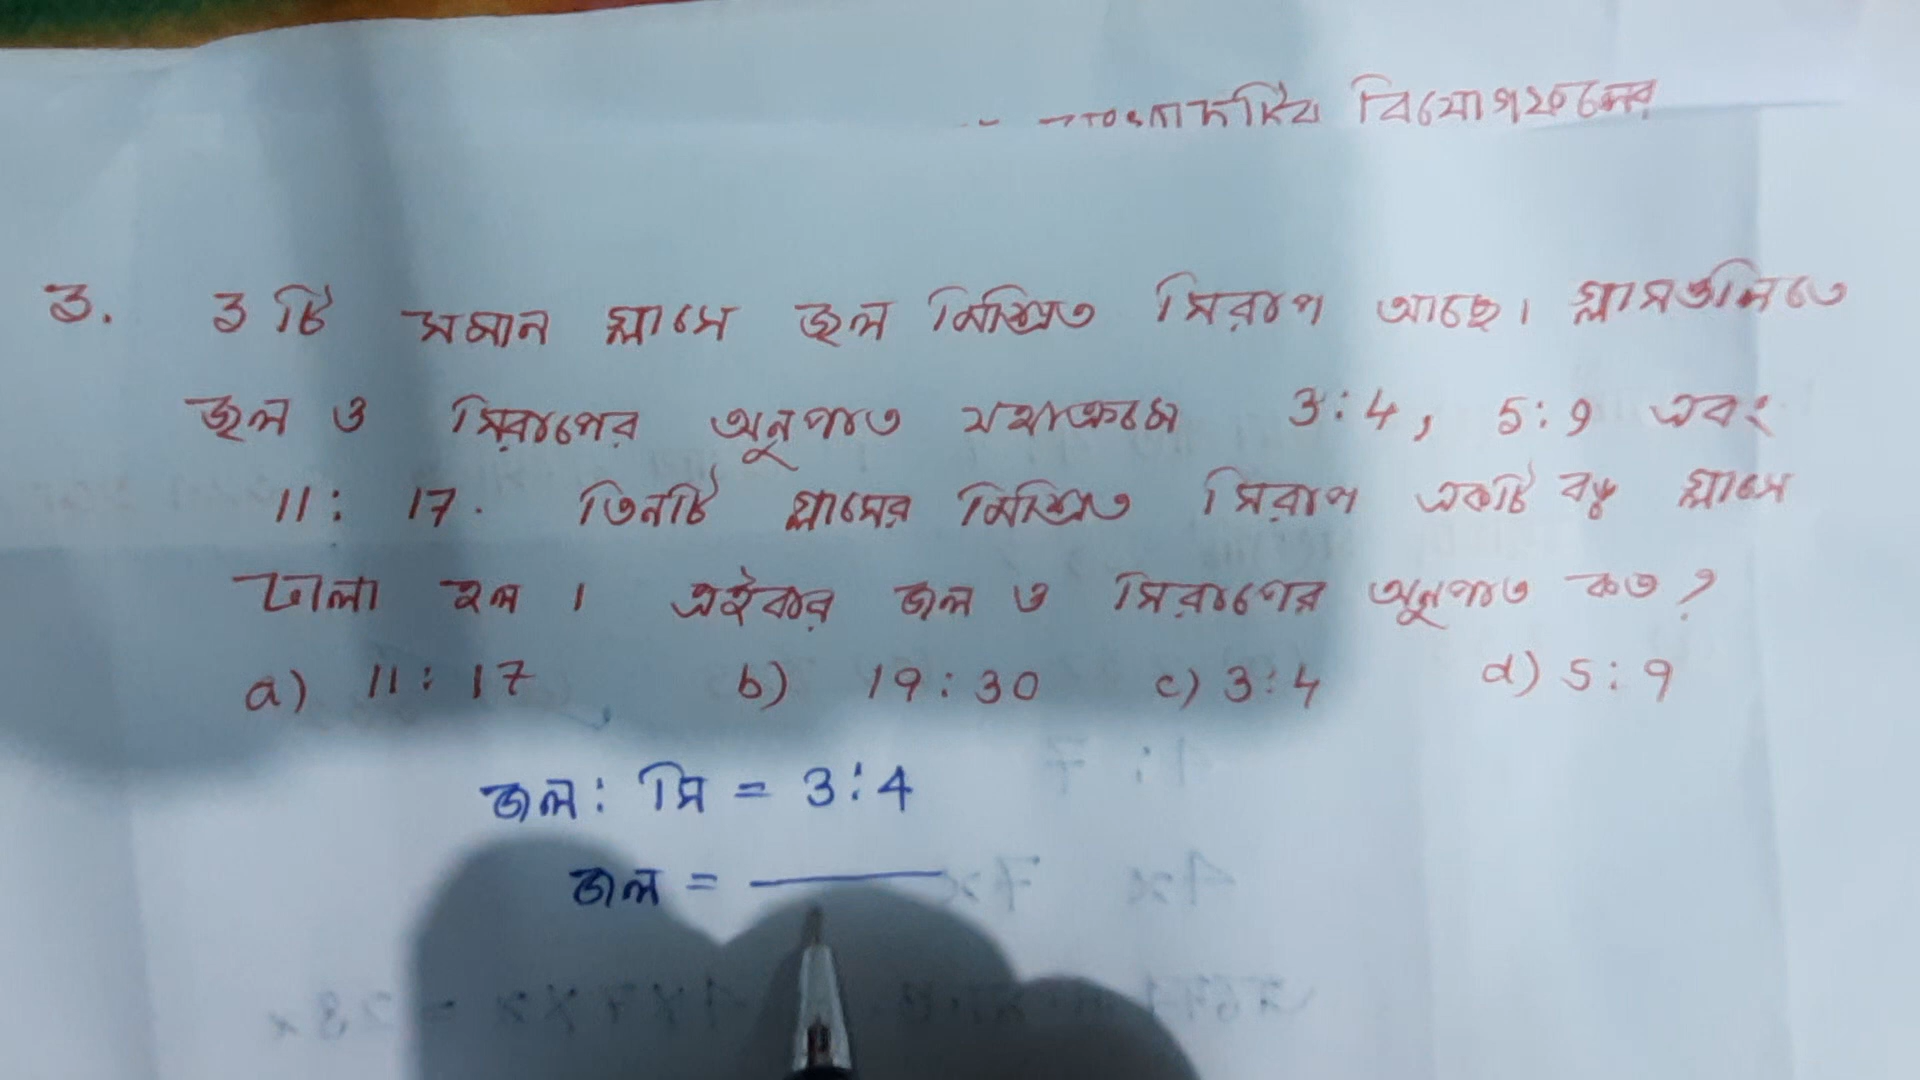 বিয়োগফলের
3. 3 টি সমান গ্লাসে জল মিশ্রিত সিরাপ আছে। গ্লাসগুলিতে
জল ও সিরাপের অনুপাত যথাক্রমে 3:4, 5:9 এবং
11: 17. তিনটি গ্লাসের মিশ্রিত সিরাপ একটি বড় গ্লাসে
ঢালা হল। এইবার জল ও সিরাপের অনুপাত কত?
a) 11:17 b) 19:30 c) 3:4 d) 5:9
জল: সি = 3:4
জল =